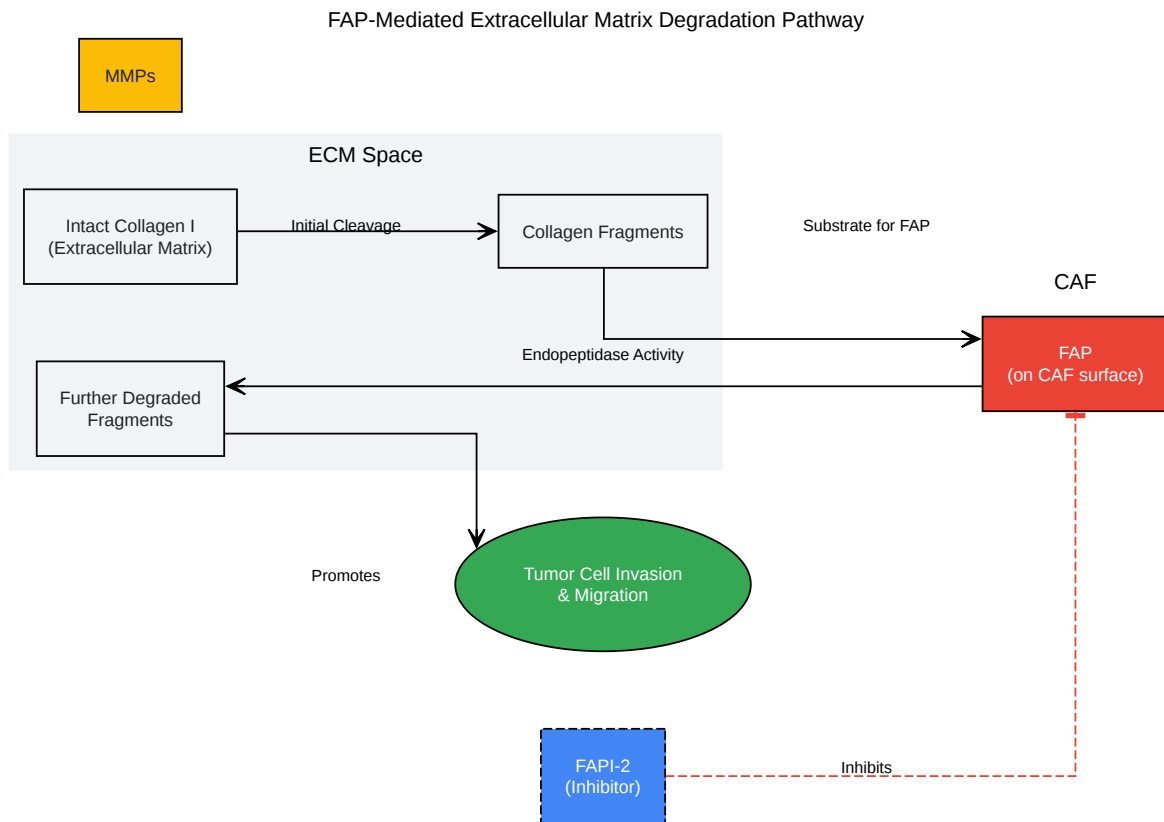 FAP-Mediated Extracellular Matrix Degradation Pathway
MMPs
ECM Space
Intact Collagen I
(Extracellular Matrix)
Initial Cleavage
Collagen Fragments
Substrate for FAP
CAF
FAP
(on CAF surface)
Endopeptidase Activity
Further Degraded
Fragments
Promotes
Tumor Cell Invasion
& Migration
FAPI-2
(Inhibitor)
Inhibits